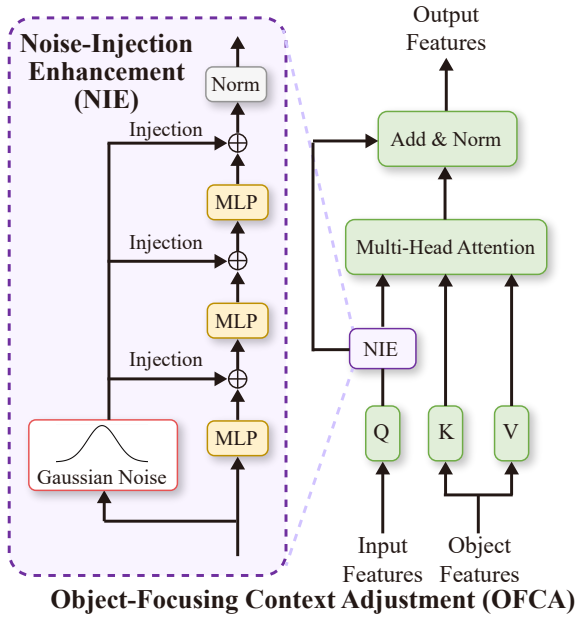 Noise-Injection
Enhancement
(NIE)
Norm
Injection
MLP
Injection
MLP
Injection
MLP
Gaussian Noise
Output
Features
Add & Norm
Multi-Head Attention
NIE
Q
K
V
Input
Features
Object
Features
Object-Focusing Context Adjustment (OFCA)